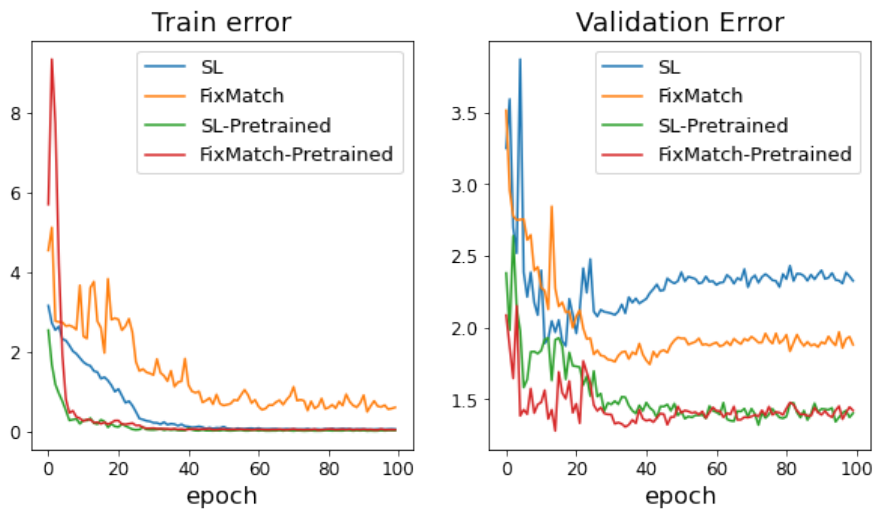 Train error
SL
FixMatch
SL-Pretrained
FixMatch-Pretrained
8
6
4
2
0
0 20 40 60 80 100
epoch
Validation Error
SL
FixMatch
SL-Pretrained
FixMatch-Pretrained
3.5
3.0
2.5
2.0
1.5
0 20 40 60 80 100
epoch